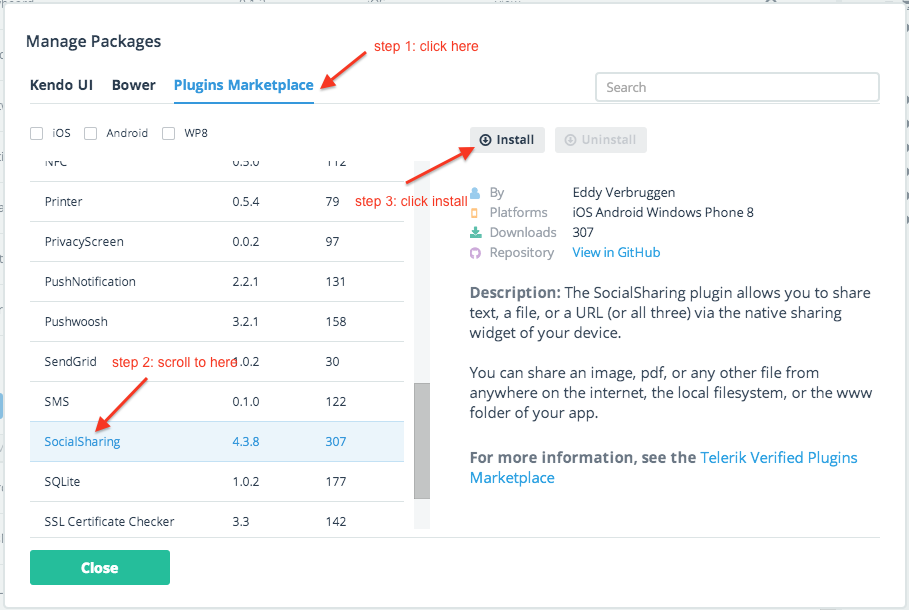 Manage Packages
step 1: click here
Kendo UI Bower Plugins Marketplace
Search
iOS Android WP8
Install Uninstall
NFC 0.5.0 112
Printer 0.5.4 79
step 3: click install
PrivacyScreen 0.0.2 97
PushNotification 2.2.1 131
Pushwoosh 3.2.1 158
SendGrid 1.0.2 30
step 2: scroll to here
SMS 0.1.0 122
SocialSharing 4.3.8 307
SQLite 1.0.2 177
SSL Certificate Checker 3.3 142
By Eddy Verbruggen
Platforms iOS Android Windows Phone 8
Downloads 307
Repository View in GitHub
Description: The SocialSharing plugin allows you to share
text, a file, or a URL (or all three) via the native sharing
widget of your device.
You can share an image, pdf, or any other file from
anywhere on the internet, the local filesystem, or the www
folder of your app.
For more information, see the Telerik Verified Plugins
Marketplace
Close